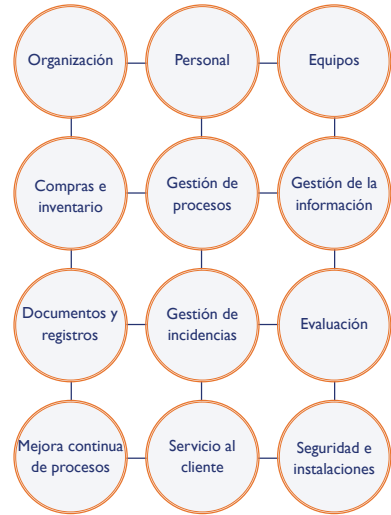 Organización
Personal
Equipos
Compras e
inventario
Gestión de
procesos
Gestión de la
información
Documentos y
registros
Gestión de
incidencias
Evaluación
Mejora continua
de procesos
Servicio al
cliente
Seguridad e
instalaciones